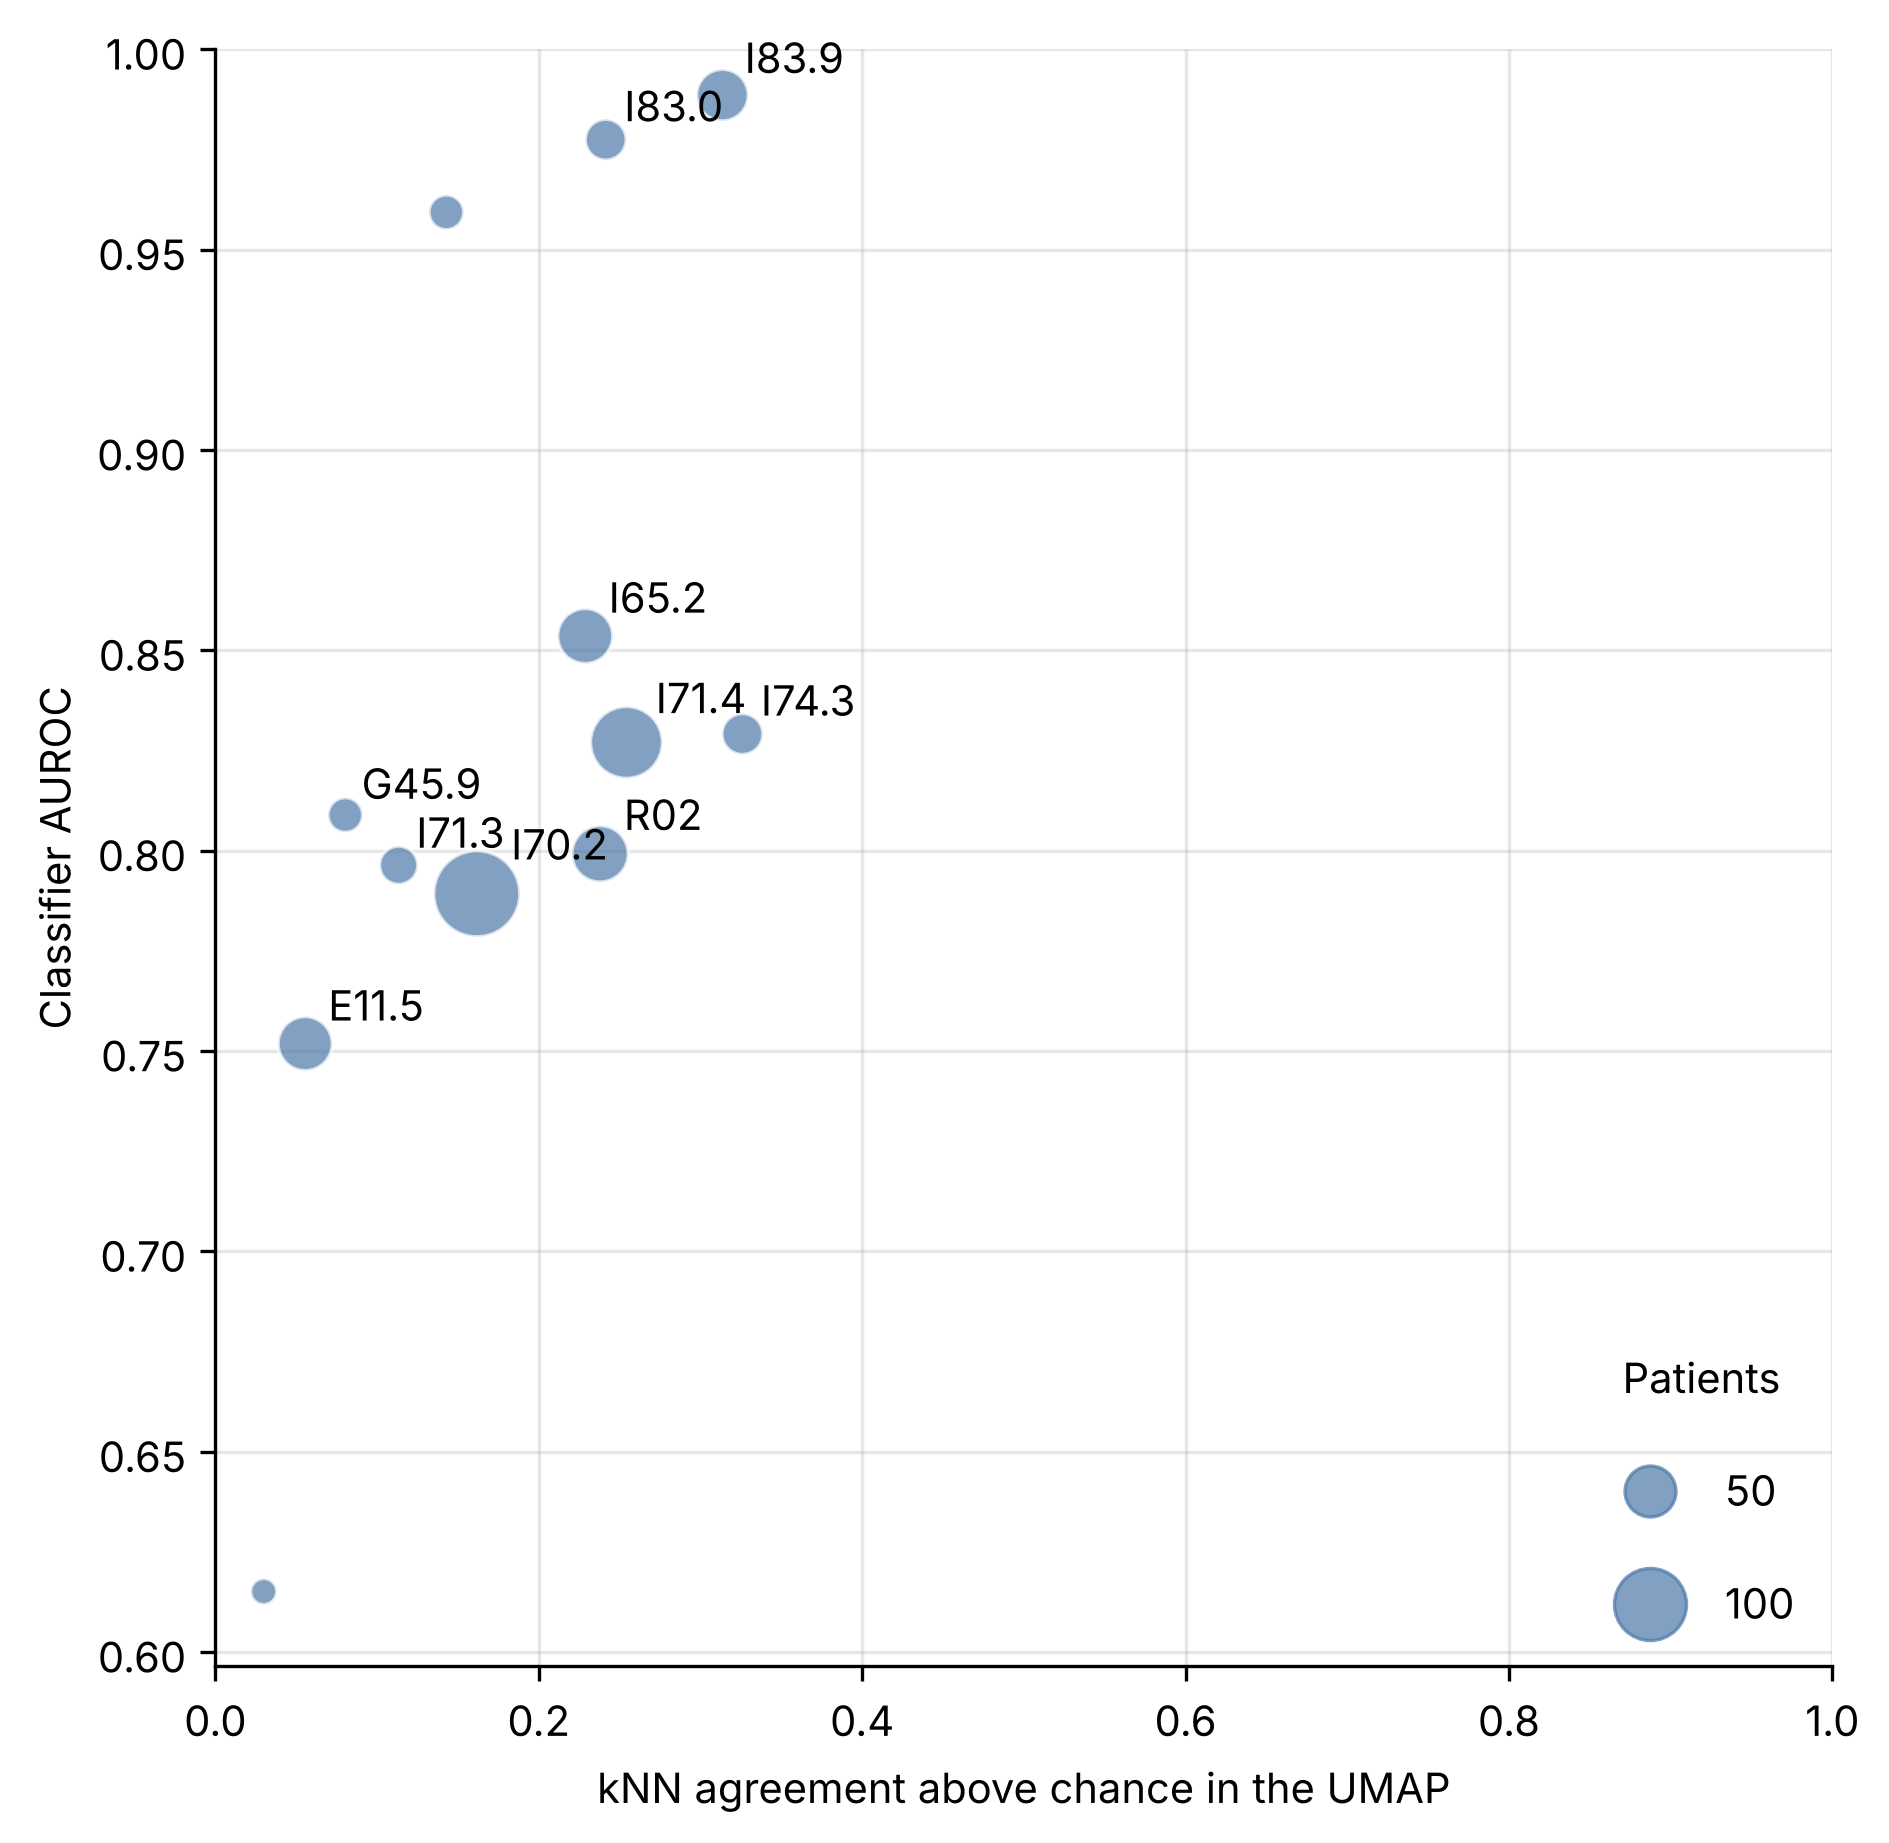 1.00
0.95
0.90
0.85
0.80
0.75
0.70
0.65
0.60
Classifier AUROC
I83.9
I83.0
I65.2
I71.4
I74.3
G45.9
R02
I71.3
I70.2
E11.5
Patients
50
100
0.0
0.2
0.4
0.6
0.8
1.0
kNN agreement above chance in the UMAP